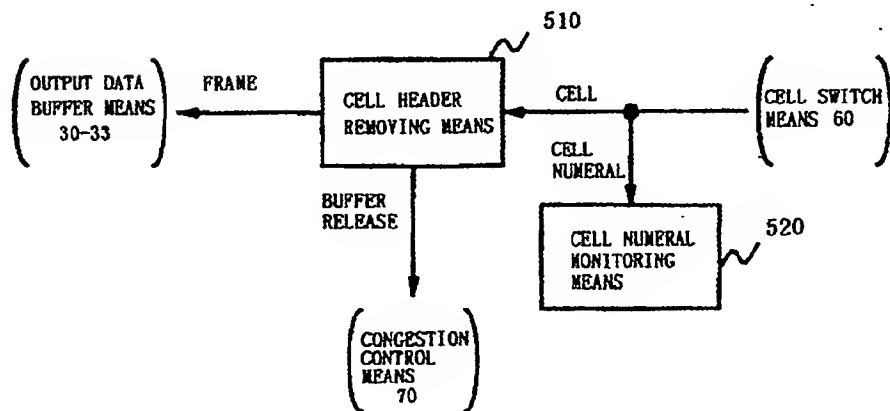 510
OUTPUT DATA
BUFFER MEANS
30-33
FRAME
CELL HEADER
REMOVING MEANS
CELL
CELL SWITCH
MEANS 60
CELL
NUMERAL
BUFFER
RELEASE
520
CELL NUMERAL
MONITORING
MEANS
CONGESTION
CONTROL
MEANS
70